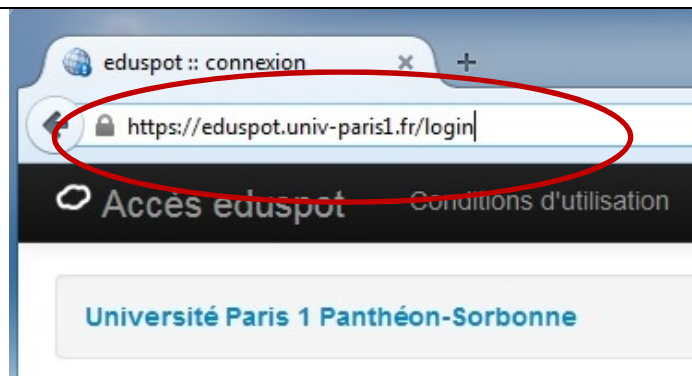 eduspot :: connexion
https://eduspot.univ-paris1.fr/login
Accès eduspot Conditions d'utilisation
Université Paris 1 Panthéon-Sorbonne